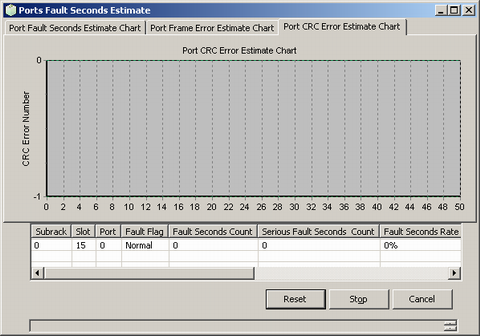 Ports Fault Seconds Estimate
Port Fault Seconds Estimate Chart Port Frame Error Estimate Chart Port CRC Error Estimate Chart
Port CRC Error Estimate Chart
0
CRC Error Number
-1
0 2 4 6 8 10 12 14 16 18 20 22 24 26 28 30 32 34 36 38 40 42 44 46 48 50
Subrack Slot Port Fault Flag Fault Seconds Count Serious Fault Seconds Count Fault Seconds Rate
0 15 0 Normal 0 0 0%
Reset Stop Cancel